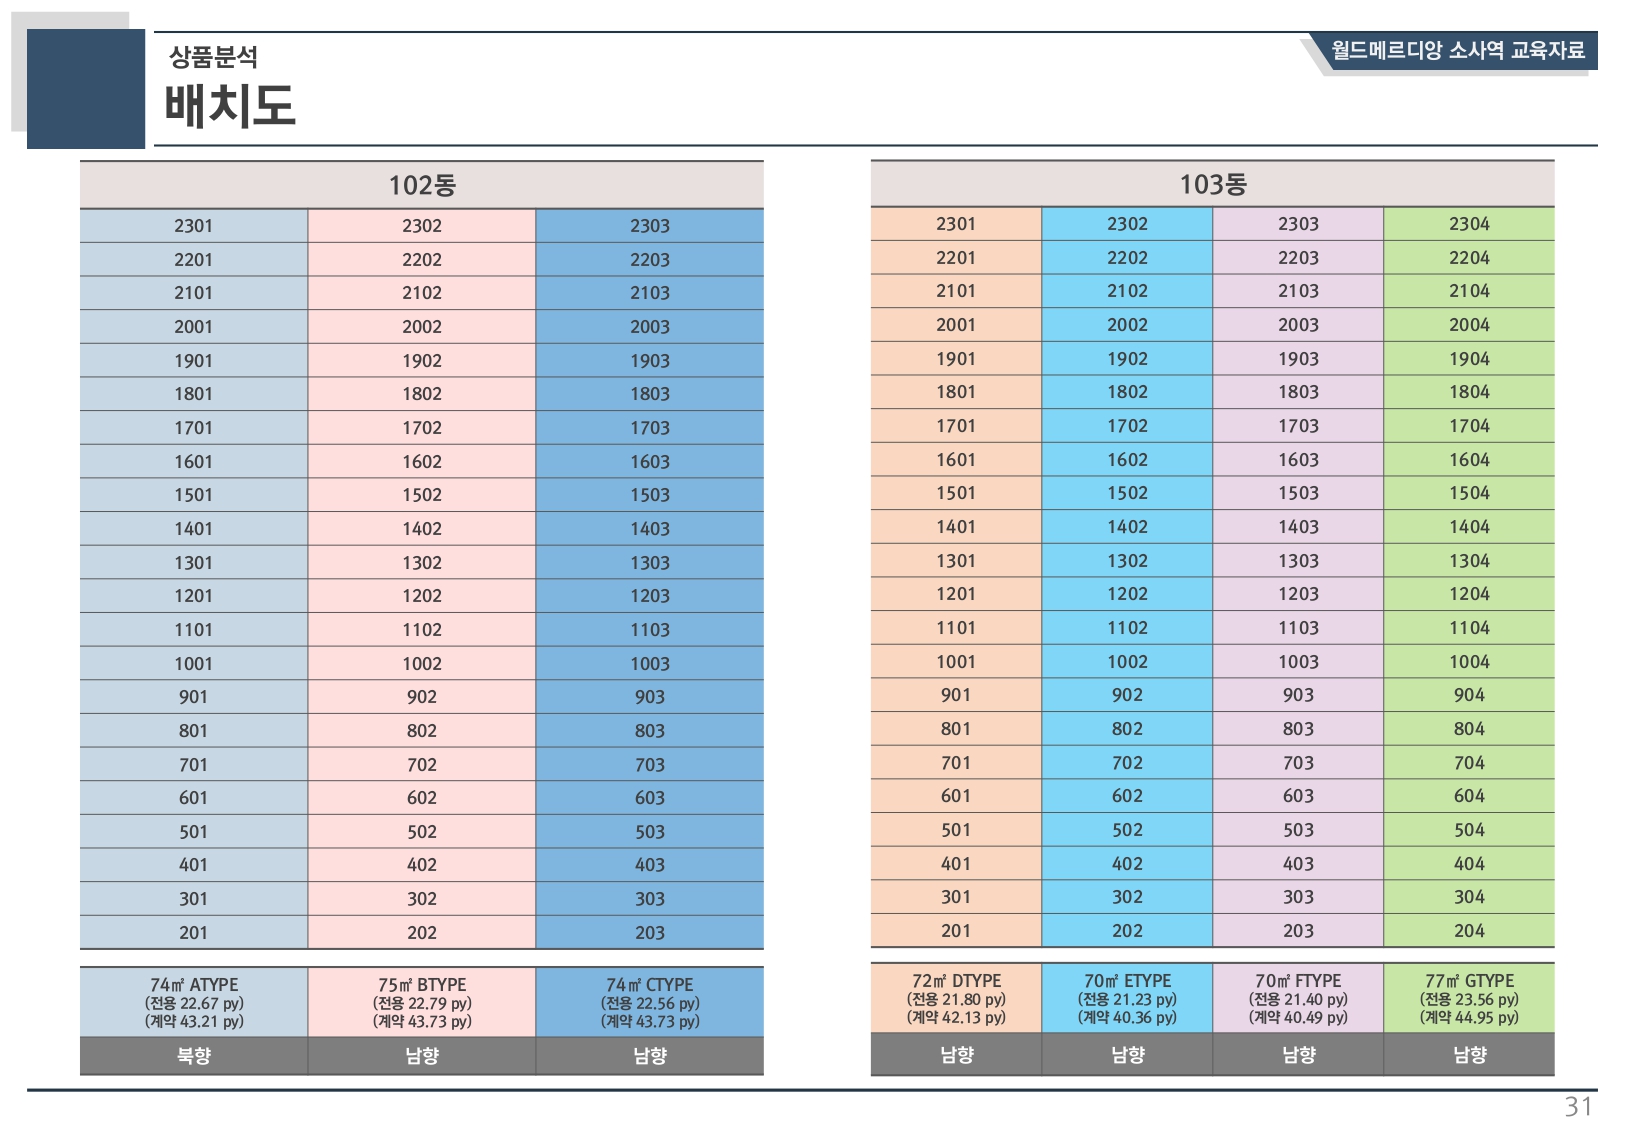 상품분석
배치도
월드메르디앙 소사역 교육자료
102동
2301 2302 2303
2201 2202 2203
2101 2102 2103
2001 2002 2003
1901 1902 1903
1801 1802 1803
1701 1702 1703
1601 1602 1603
1501 1502 1503
1401 1402 1403
1301 1302 1303
1201 1202 1203
1101 1102 1103
1001 1002 1003
901 902 903
801 802 803
701 702 703
601 602 603
501 502 503
401 402 403
301 302 303
201 202 203
74㎡ ATYPE 75㎡ BTYPE 74㎡ CTYPE
(전용 22.67 py) (전용 22.79 py) (전용 22.56 py)
(계약 43.21 py) (계약 43.73 py) (계약 43.73 py)
북향 남향 남향
103동
2301 2302 2303 2304
2201 2202 2203 2204
2101 2102 2103 2104
2001 2002 2003 2004
1901 1902 1903 1904
1801 1802 1803 1804
1701 1702 1703 1704
1601 1602 1603 1604
1501 1502 1503 1504
1401 1402 1403 1404
1301 1302 1303 1304
1201 1202 1203 1204
1101 1102 1103 1104
1001 1002 1003 1004
901 902 903 904
801 802 803 804
701 702 703 704
601 602 603 604
501 502 503 504
401 402 403 404
301 302 303 304
201 202 203 204
72㎡ DTYPE 70㎡ ETYPE 70㎡ FTYPE 77㎡ GTYPE
(전용 21.80 py) (전용 21.23 py) (전용 21.40 py) (전용 23.56 py)
(계약 42.13 py) (계약 40.36 py) (계약 40.49 py) (계약 44.95 py)
남향 남향 남향 남향
31